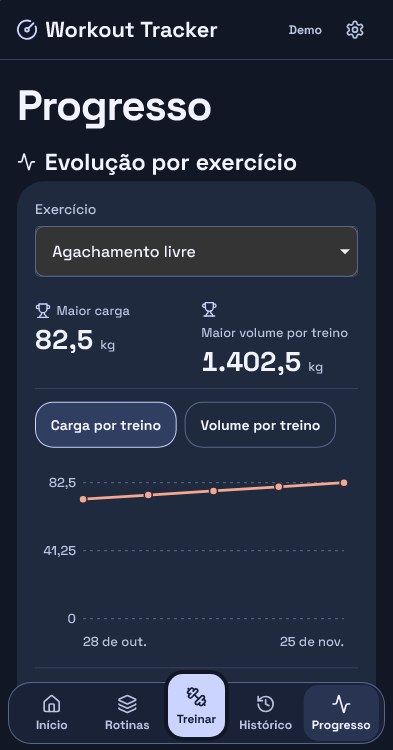 Workout Tracker
Demo
Progresso
Evolução por exercício
Exercício
Agachamento livre
Maior carga
82,5 kg
Maior volume por treino
1.402,5 kg
Carga por treino
Volume por treino
82,5
41,25
0
28 de out.
25 de nov.
Início
Rotinas
Treinar
Histórico
Progresso